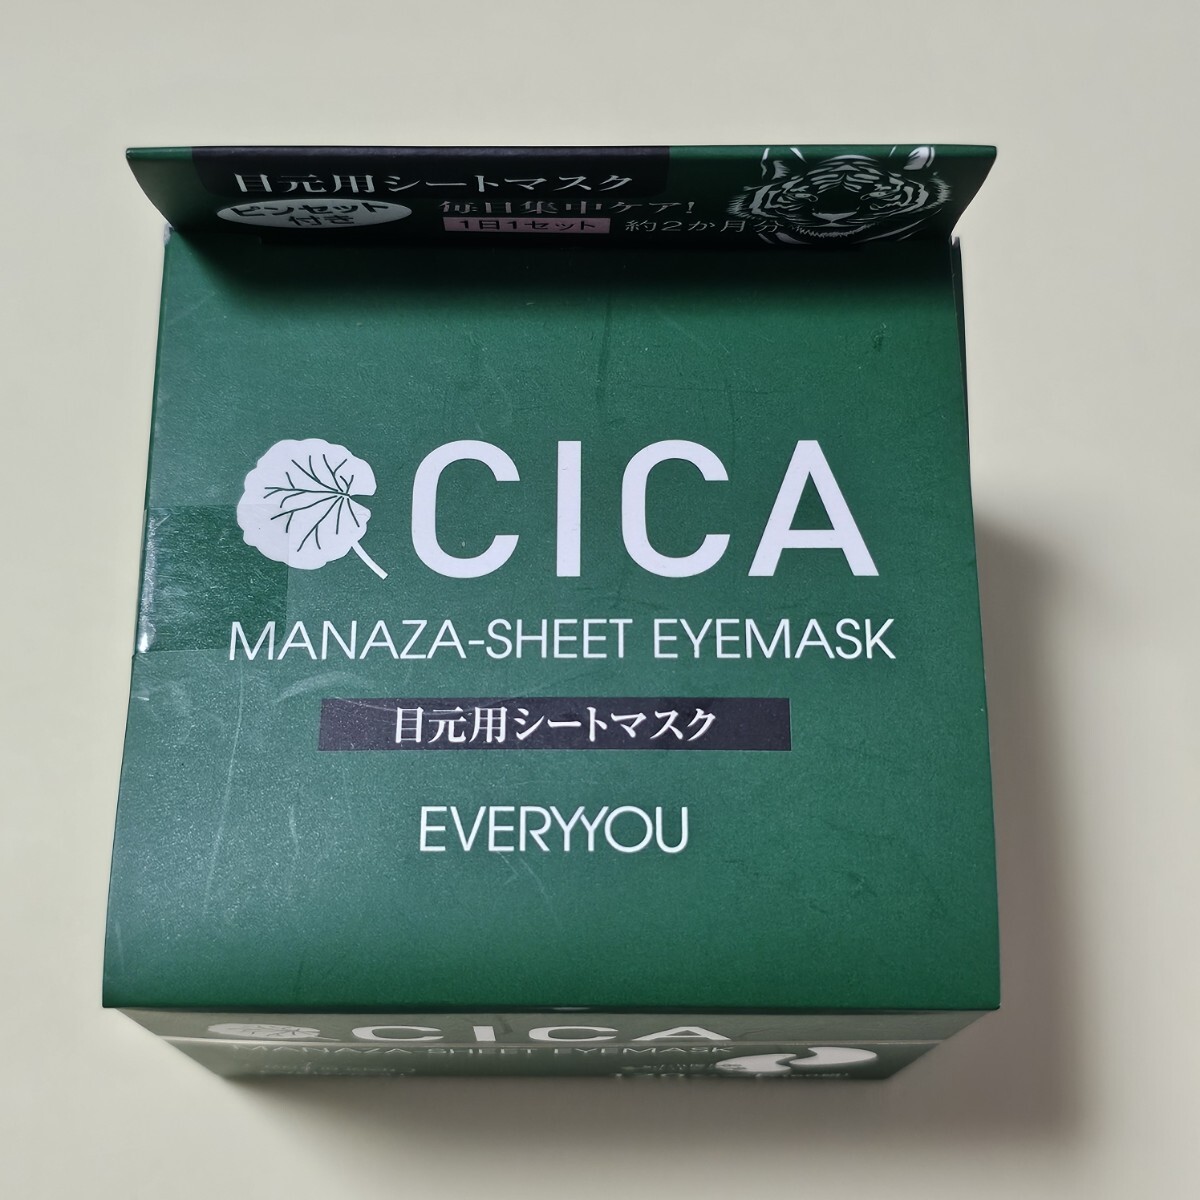 目元用シートマスク
ピンセット
付き
毎日集中ケア!
1日1セット 約2か月分
CICA
MANAZA-SHEET EYEMASK
目元用シートマスク
EVERYYOU
CICA
MANAZA-SHEET EYEMASK